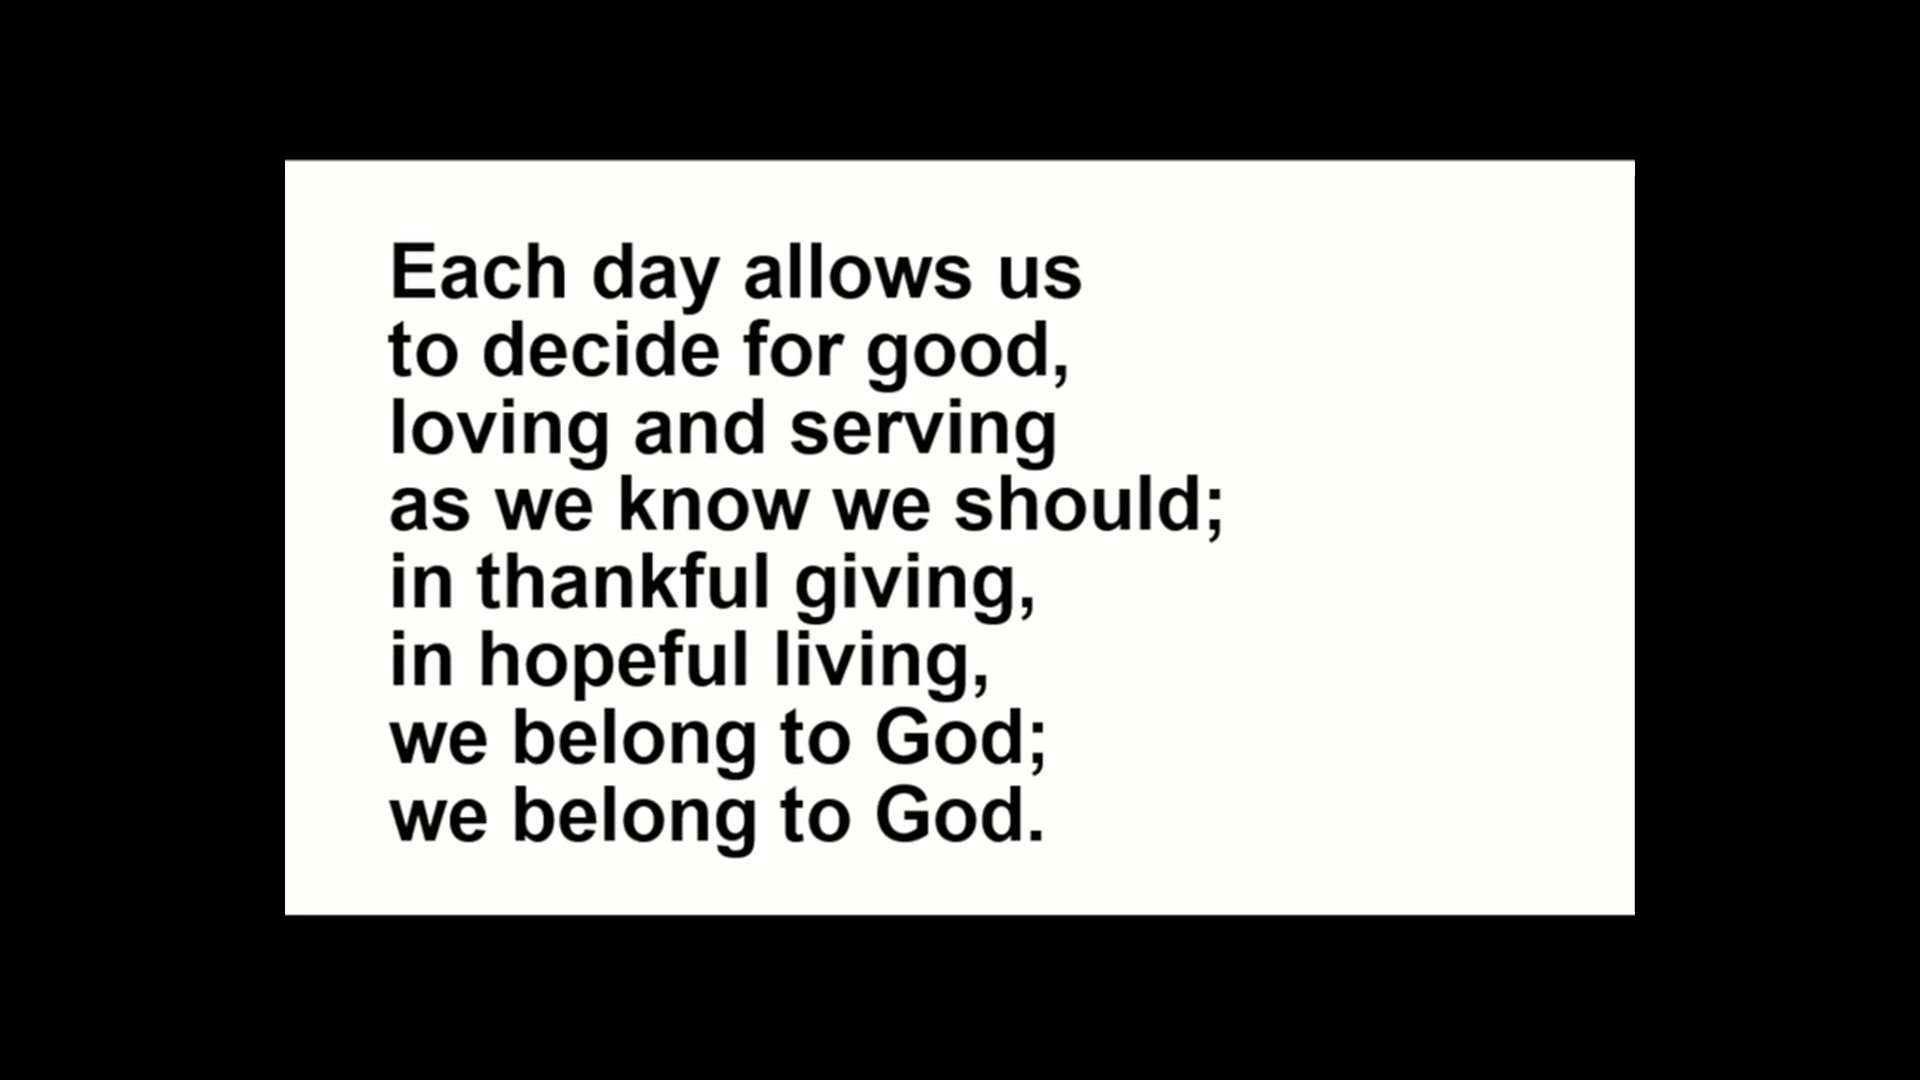 Each day allows us
to decide for good,
loving and serving
as we know we should;
in thankful giving,
in hopeful living,
we belong to God;
we belong to God.